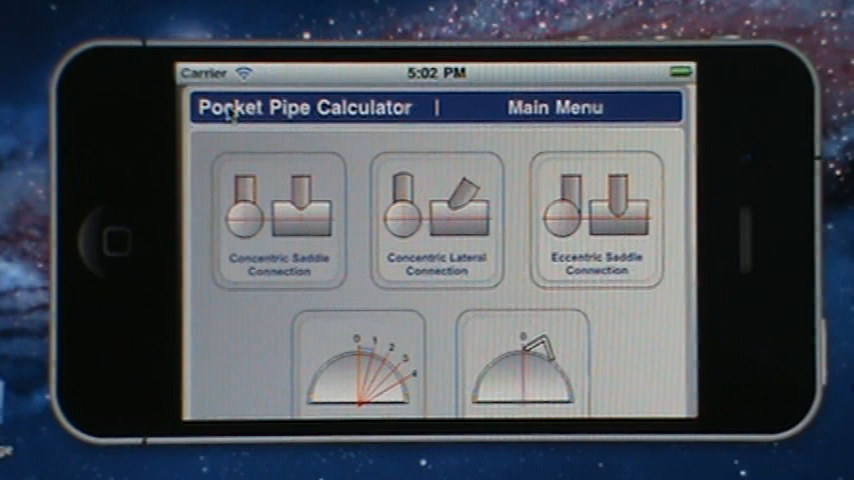 Carrier 5:02 PM
Pocket Pipe Calculator | Main Menu
Concentric Saddle
Connection
Concentric Lateral
Connection
Eccentric Saddle
Connection
0 1 2 3 4
0